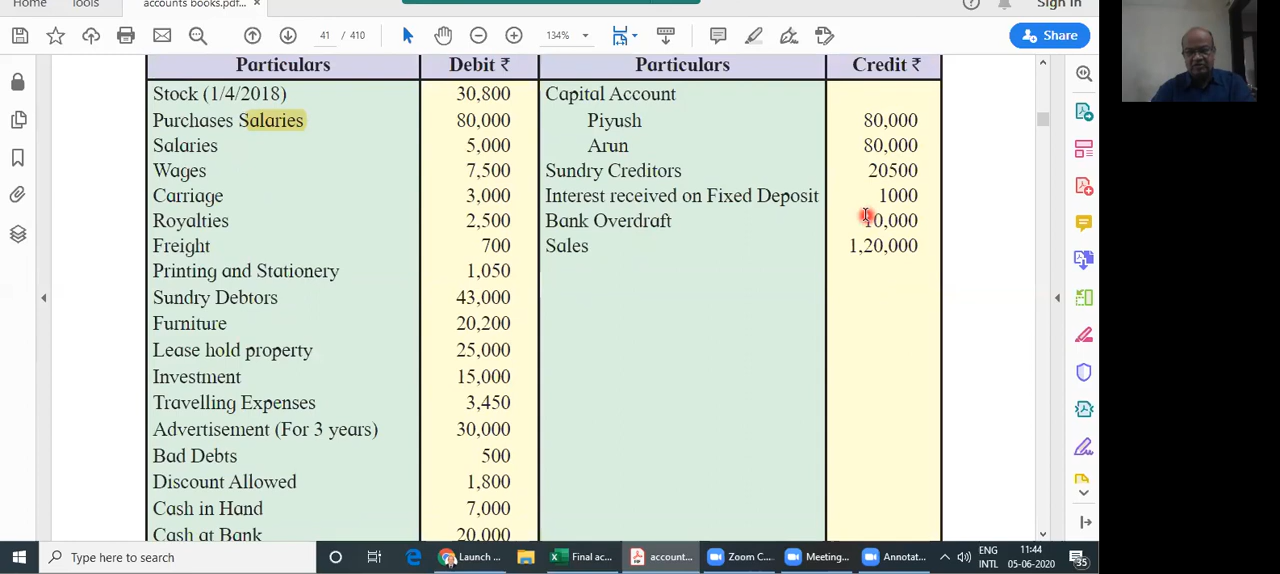 Home Tools accounts books.pdf... × Sign In
41 / 410 134% Share
Particulars Debit ₹ Particulars Credit ₹
Stock (1/4/2018) 30,800 Capital Account
Purchases Salaries 80,000 Piyush 80,000
Salaries 5,000 Arun 80,000
Wages 7,500 Sundry Creditors 20500
Carriage 3,000 Interest received on Fixed Deposit 1000
Royalties 2,500 Bank Overdraft 10,000
Freight 700 Sales 1,20,000
Printing and Stationery 1,050
Sundry Debtors 43,000
Furniture 20,200
Lease hold property 25,000
Investment 15,000
Travelling Expenses 3,450
Advertisement (For 3 years) 30,000
Bad Debts 500
Discount Allowed 1,800
Cash in Hand 7,000
Cash at Bank 20,000
Type here to search Launch ... Final ac... account... Zoom C... Meeting... Annotat... ENG INTL 11:44 05-06-2020 35